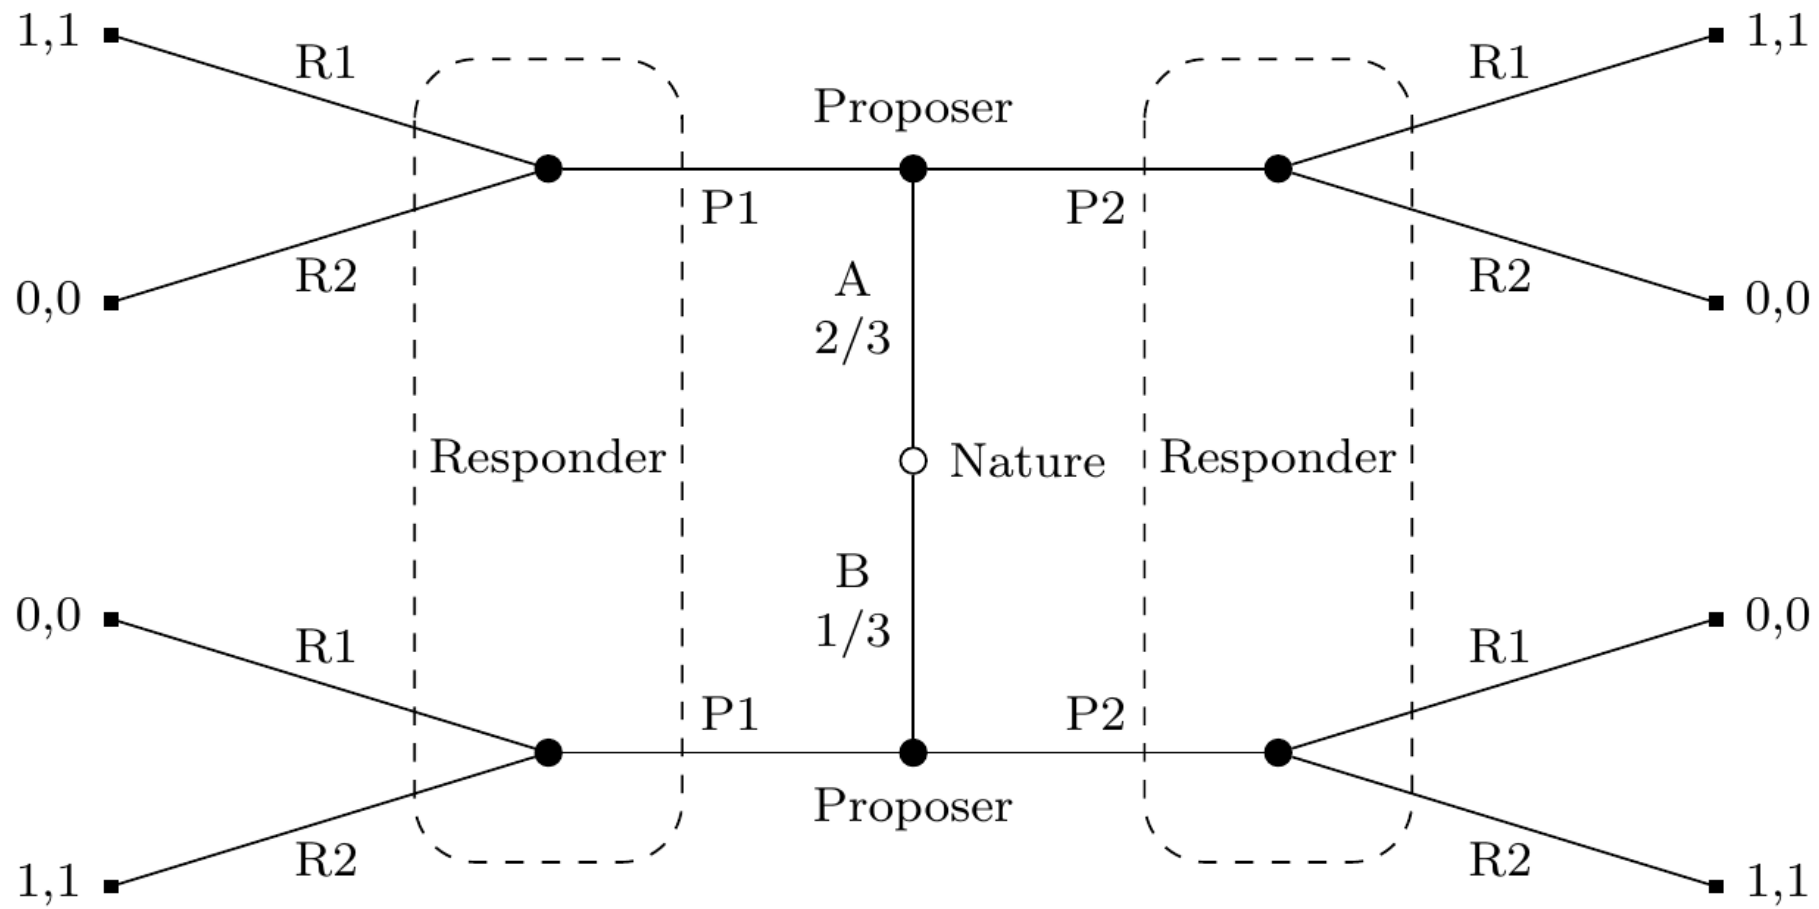 1,1
R1
Proposer
R1
1,1
P1
P2
R2
R2
0,0
0,0
A
2/3
Responder
Nature
Responder
B
1/3
0,0
0,0
R1
R1
P1
P2
Proposer
R2
R2
1,1
1,1